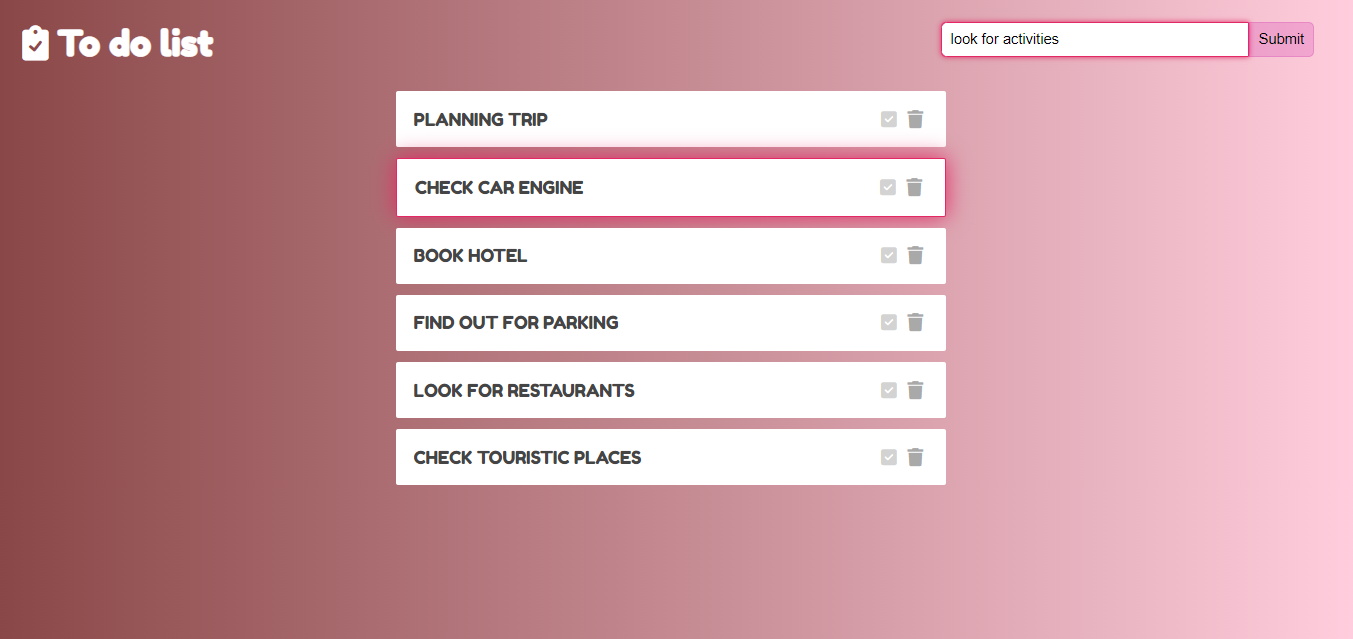 To do list
look for activities
Submit
PLANNING TRIP
CHECK CAR ENGINE
BOOK HOTEL
FIND OUT FOR PARKING
LOOK FOR RESTAURANTS
CHECK TOURISTIC PLACES